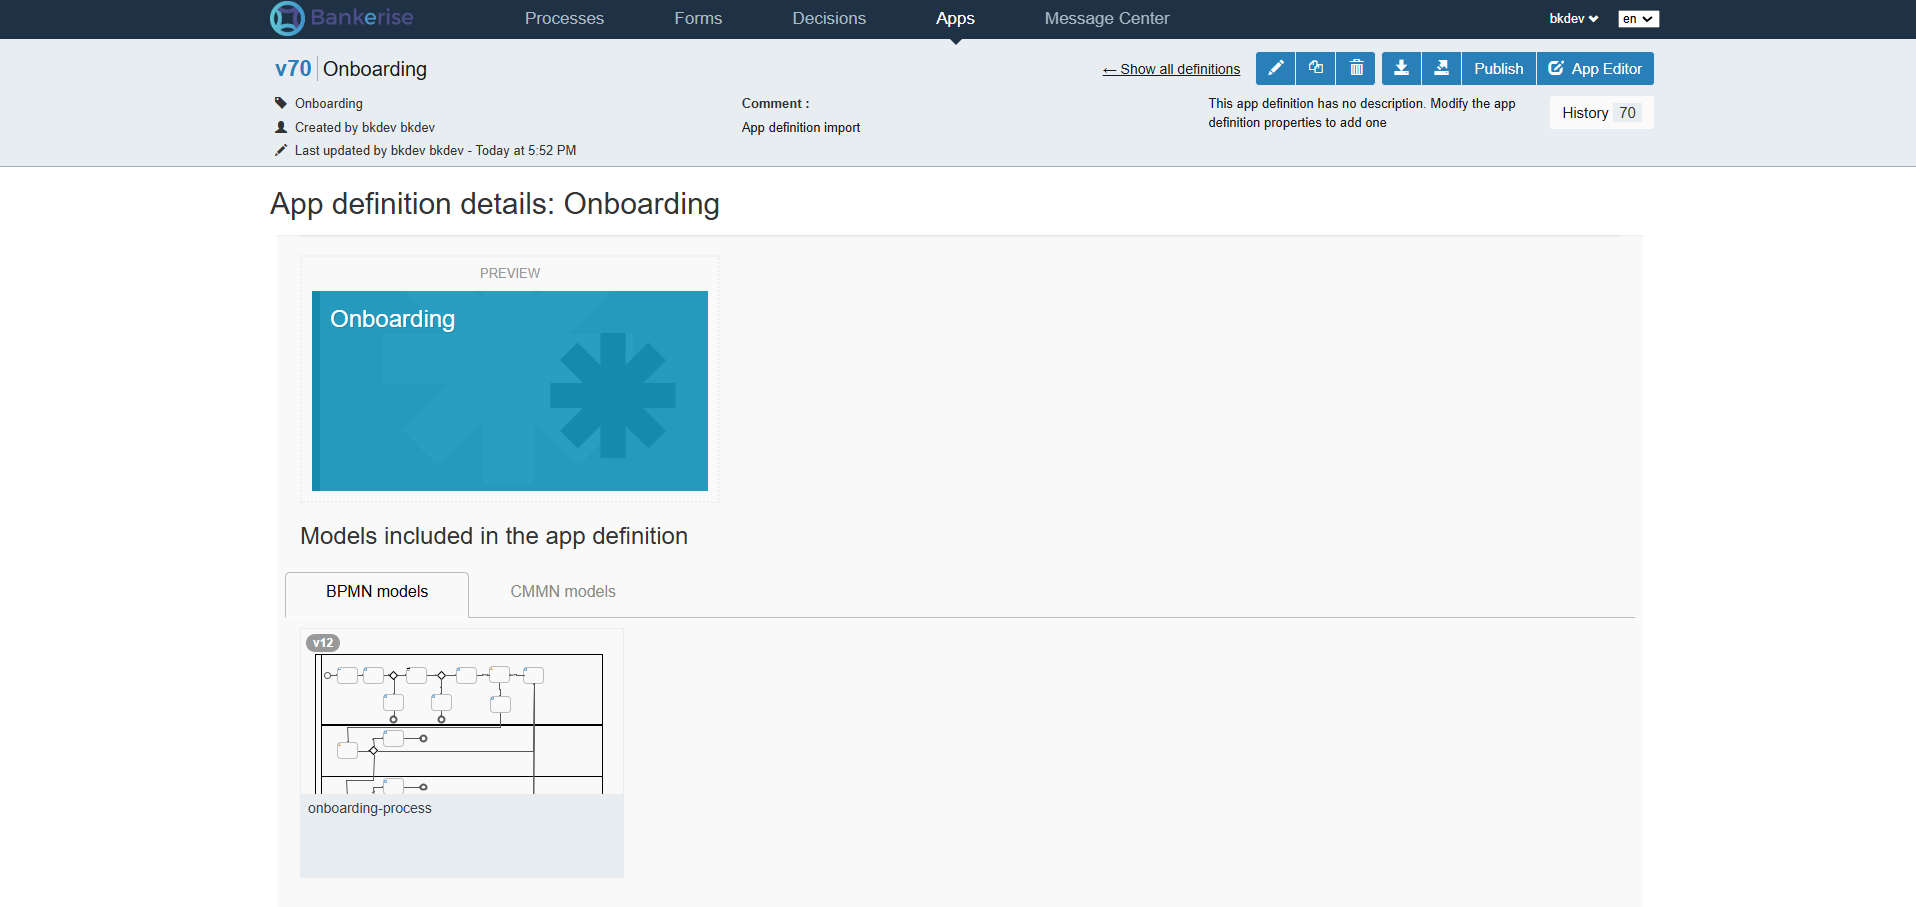 Bankerise
Processes
Forms
Decisions
Apps
Message Center
bkdev
en
v70
Onboarding
← Show all definitions
Publish
App Editor
Onboarding
Created by bkdev bkdev
Last updated by bkdev bkdev - Today at 5:52 PM
Comment :
App definition import
This app definition has no description. Modify the app
definition properties to add one
History 70
App definition details: Onboarding
PREVIEW
Onboarding
Models included in the app definition
BPMN models
CMMN models
v12
onboarding-process